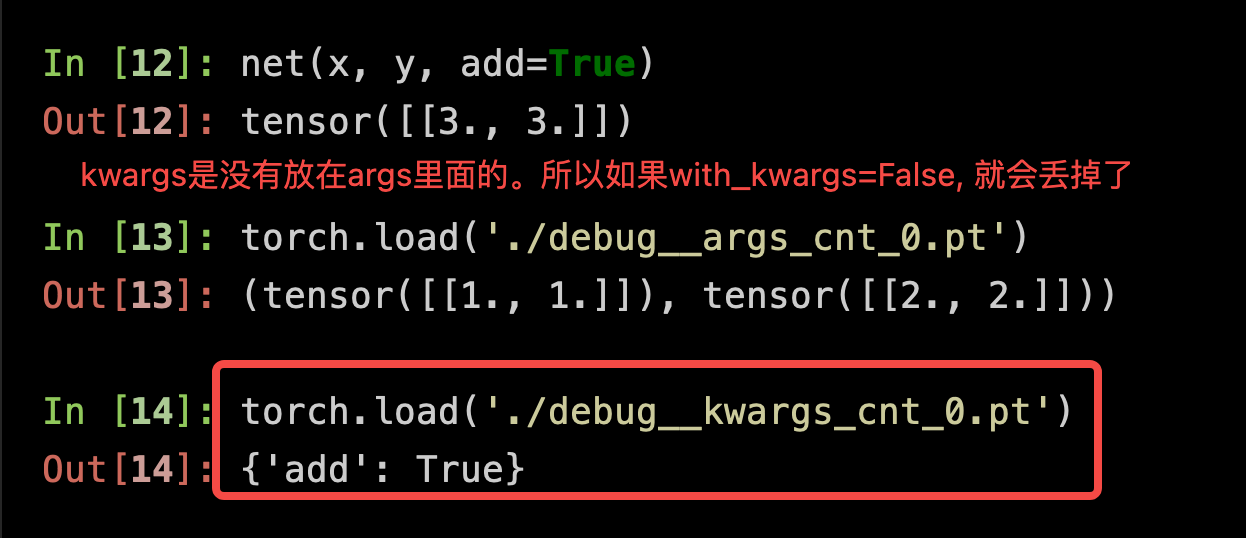 In [12]: net(x, y, add=True)
Out[12]: tensor([[3., 3.]])
kwargs是没有放在args里面的。所以如果with_kwargs=False, 就会丢掉了
In [13]: torch.load('./debug__args_cnt_0.pt')
Out[13]: (tensor([[1., 1.]]), tensor([[2., 2.]]))
In [14]: torch.load('./debug__kwargs_cnt_0.pt')
Out[14]: {'add': True}